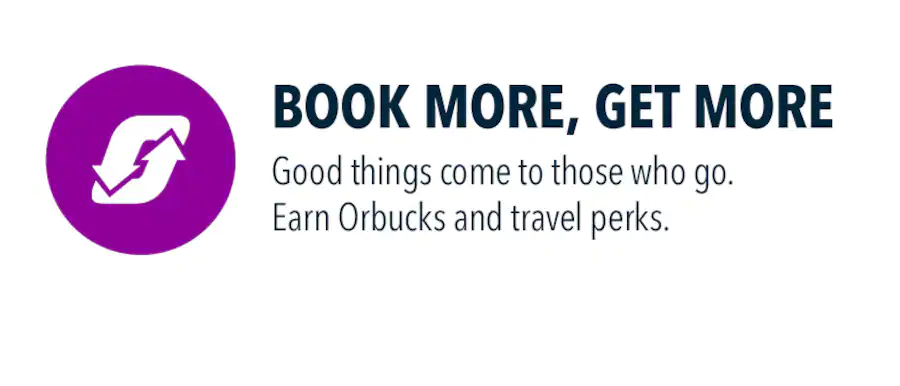 BOOK MORE, GET MORE
Good things come to those who go.
Earn Orbucks and travel perks.